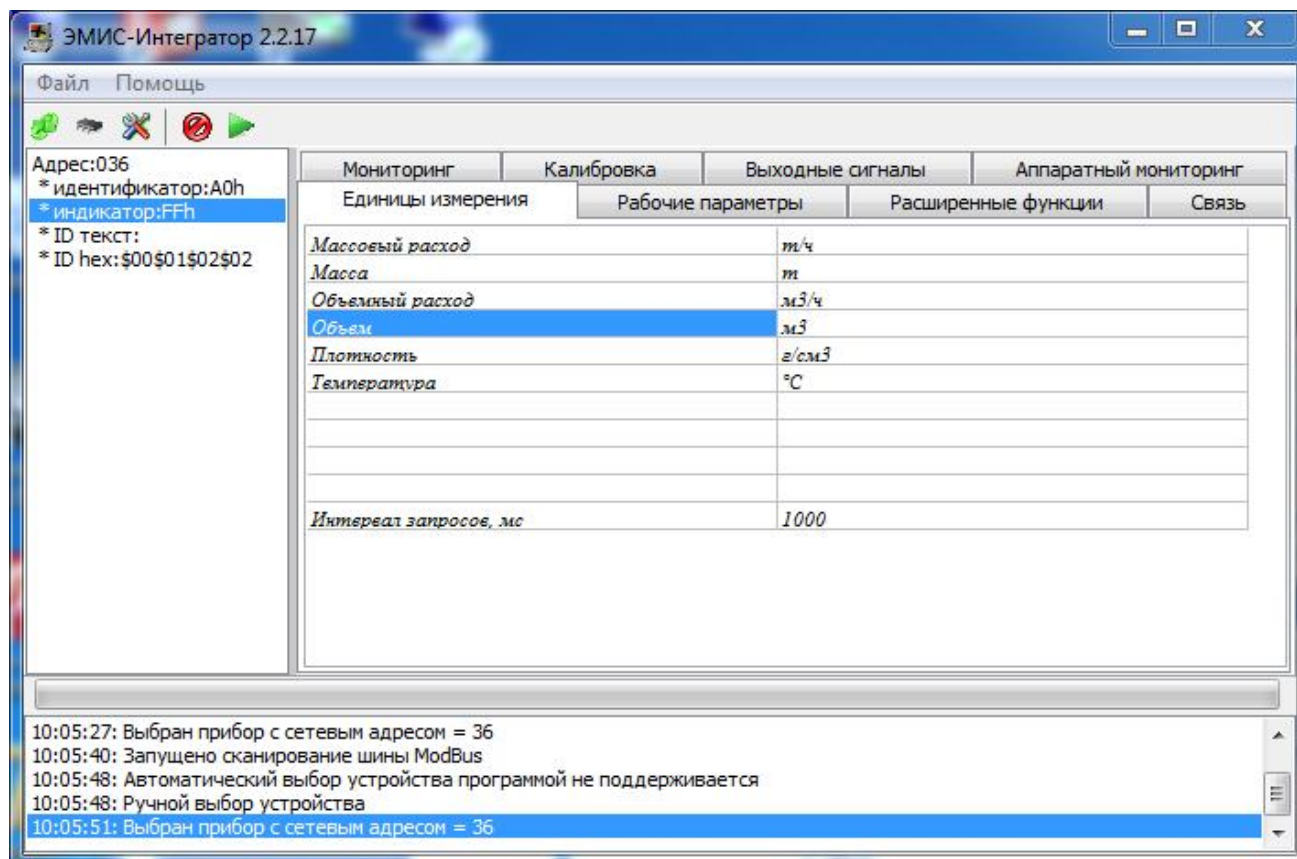 ЭМИС-Интегратор 2.2.17
Файл Помощь
Адрес:036
* идентификатор:A0h
* индикатор:FFh
* ID текст:
* ID hex:$00$01$02$02
Мониторинг Калибровка Выходные сигналы Аппаратный мониторинг
Единицы измерения Рабочие параметры Расширенные функции Связь
Массовый расход т/ч
Масса т
Объемный расход м3/ч
Объем м3
Плотность г/см3
Температура °C
Интервал запросов, мс 1000
10:05:27: Выбран прибор с сетевым адресом = 36
10:05:40: Запущено сканирование шины ModBus
10:05:48: Автоматический выбор устройства программой не поддерживается
10:05:48: Ручной выбор устройства
10:05:51: Выбран прибор с сетевым адресом = 36